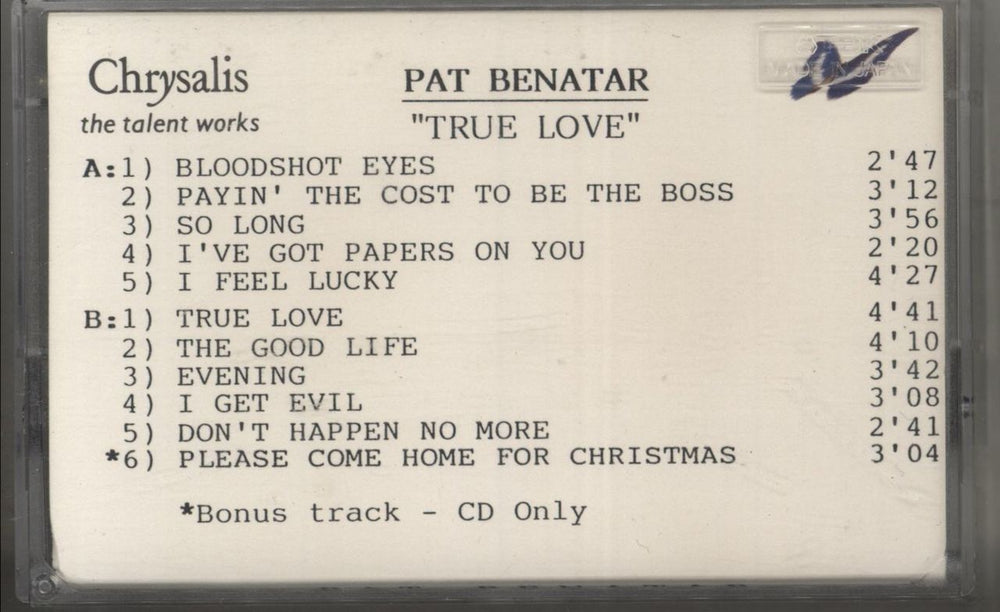 Chrysalis
the talent works
PAT BENATAR
"TRUE LOVE"
A:1) BLOODSHOT EYES 2'47
2) PAYIN' THE COST TO BE THE BOSS 3'12
3) SO LONG 3'56
4) I'VE GOT PAPERS ON YOU 2'20
5) I FEEL LUCKY 4'27
B:1) TRUE LOVE 4'41
2) THE GOOD LIFE 4'10
3) EVENING 3'42
4) I GET EVIL 3'08
5) DON'T HAPPEN NO MORE 2'41
*6) PLEASE COME HOME FOR CHRISTMAS 3'04
*Bonus track - CD Only
MADE IN JAPAN